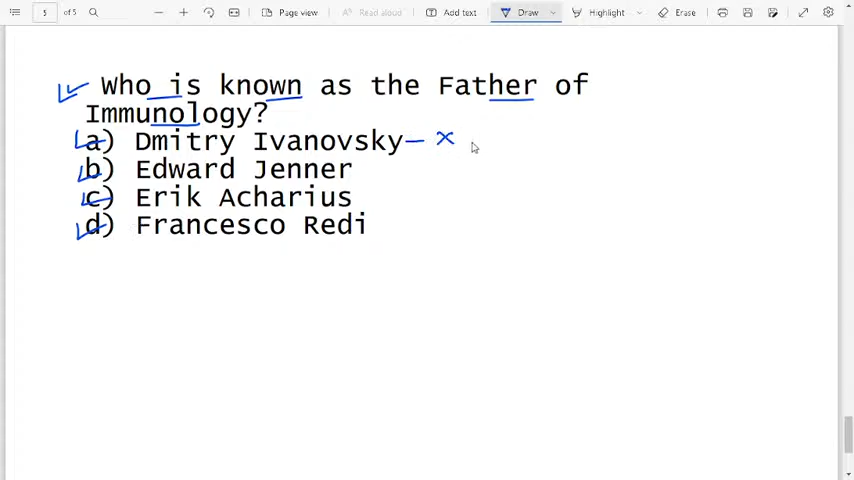 5 of 5 Page view Read aloud Add text Draw Highlight Erase
Who is known as the Father of
Immunology?
a) Dmitry Ivanovsky - x
b) Edward Jenner
c) Erik Acharius
d) Francesco Redi